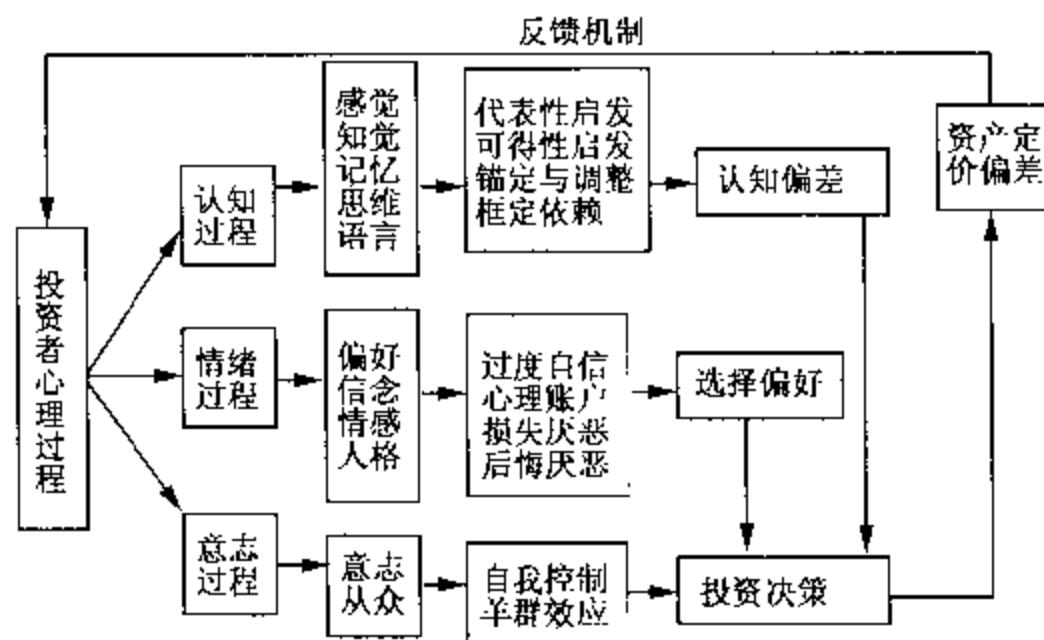 反馈机制
投资者心理过程
认知
过程
感觉
知觉
记忆
思维
语言
代表性启发
可得性启发
锚定与调整
框定依赖
认知偏差
资产定
价偏差
情绪
过程
偏好
信念
情感
人格
过度自信
心理账户
损失厌恶
后悔厌恶
选择偏好
意志
过程
意志
从众
自我控制
羊群效应
投资决策